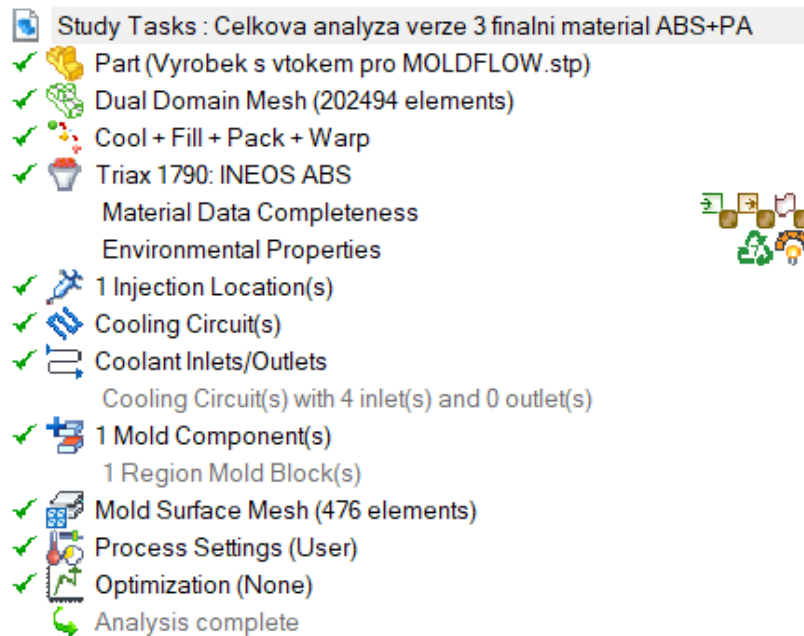 Study Tasks : Celkova analyza verze 3 finalni material ABS+PA
Part (Vyrobek s vtokem pro MOLDFLOW.stp)
Dual Domain Mesh (202494 elements)
Cool + Fill + Pack + Warp
Triax 1790: INEOS ABS
Material Data Completeness
Environmental Properties
1 Injection Location(s)
Cooling Circuit(s)
Coolant Inlets/Outlets
Cooling Circuit(s) with 4 inlet(s) and 0 outlet(s)
1 Mold Component(s)
1 Region Mold Block(s)
Mold Surface Mesh (476 elements)
Process Settings (User)
Optimization (None)
Analysis complete